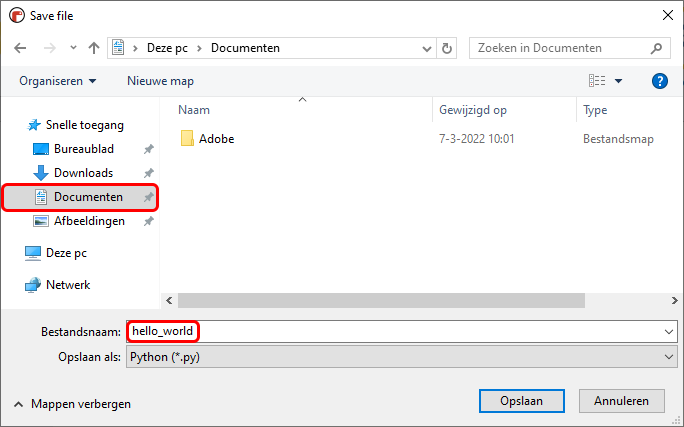 Save file
Deze pc > Documenten
Zoeken in Documenten
Organiseren Nieuwe map
Naam Gewijzigd op Type
Snelle toegang
Adobe 7-3-2022 10:01 Bestandsmap
Bureaublad
Downloads
Documenten
Afbeeldingen
Deze pc
Netwerk
Bestandsnaam: hello_world
Opslaan als: Python (*.py)
Mappen verbergen
Opslaan Annuleren